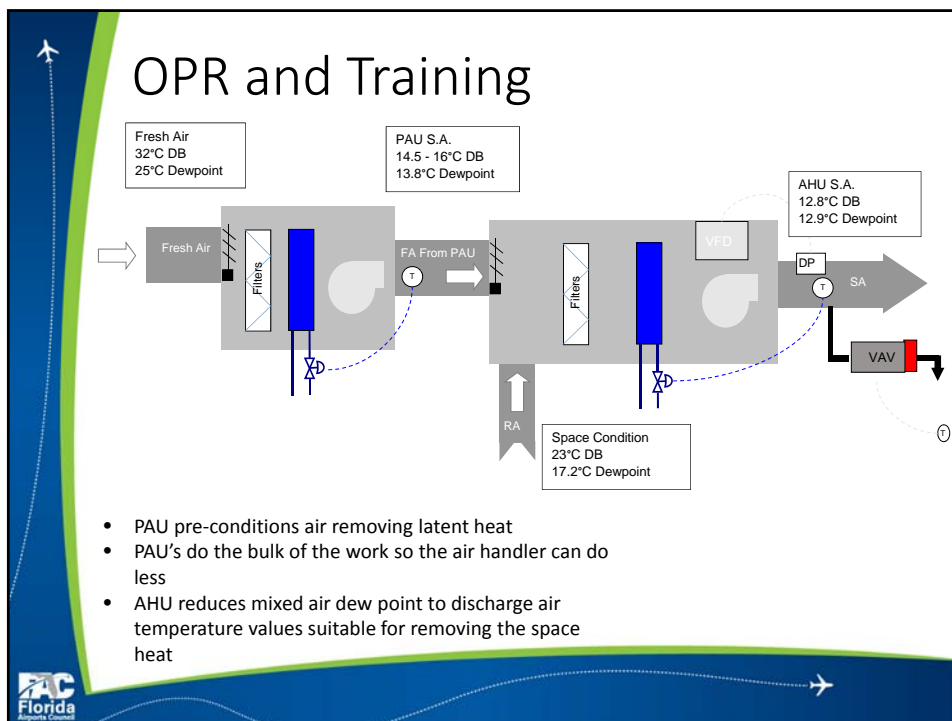 OPR and Training
Fresh Air
32°C DB
25°C Dewpoint
PAU S.A.
14.5 - 16°C DB
13.8°C Dewpoint
AHU S.A.
12.8°C DB
12.9°C Dewpoint
Fresh Air
Filters
T
FA From PAU
Filters
VFD
DP
T
SA
VAV
T
RA
Space Condition
23°C DB
17.2°C Dewpoint
• PAU pre-conditions air removing latent heat
• PAU's do the bulk of the work so the air handler can do
less
• AHU reduces mixed air dew point to discharge air
temperature values suitable for removing the space
heat
FAC
Florida
Airports Council